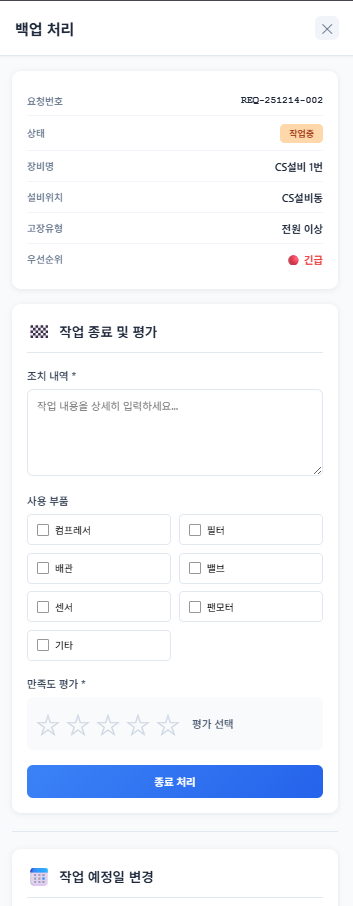 백업 처리
요청번호 REQ-251214-002
상태 작업중
장비명 CS설비 1번
설비위치 CS설비동
고장유형 전원 이상
우선순위 긴급
작업 종료 및 평가
조치 내역 *
작업 내용을 상세히 입력하세요...
사용 부품
컴프레서 필터
배관 밸브
센서 팬모터
기타
만족도 평가 *
평가 선택
종료 처리
작업 예정일 변경